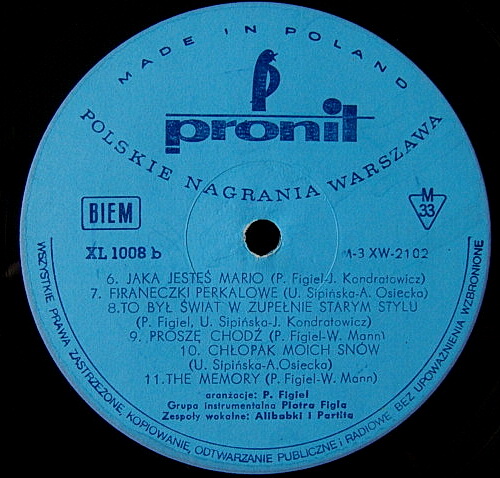 MADE IN POLAND
pronit
POLSKIE NAGRANIA WARSZAWA
BIEM
M
33
XL 1008 b
M-3 XW-2102
6. JAKA JESTEŚ MARIO (P. Figiel-J. Kondratowicz)
7. FIRANECZKI PERKALOWE (U. Sipińska-A. Osiecka)
8.TO BYŁ ŚWIAT W ZUPEŁNIE STARYM STYLU
(P. Figiel, U. Sipińska-J. Kondratowicz)
9. PROSZĘ CHODŹ (P. Figiel-W. Mann)
10. CHŁOPAK MOICH SNÓW
(U. Sipińska-A.Osiecka)
11.THE MEMORY (P. Figiel-W. Mann)
aranżacje: P. Figiel
Grupa instrumentalna Piotra Figla
Zespoły wokalne: Alibabki i Partita
WSZYSTKIE PRAWA ZASTRZEŻONE. KOPIOWANIE, ODTWARZANIE PUBLICZNE i RADIOWE BEZ UPOWAŻNIENIA WZBRONIONE